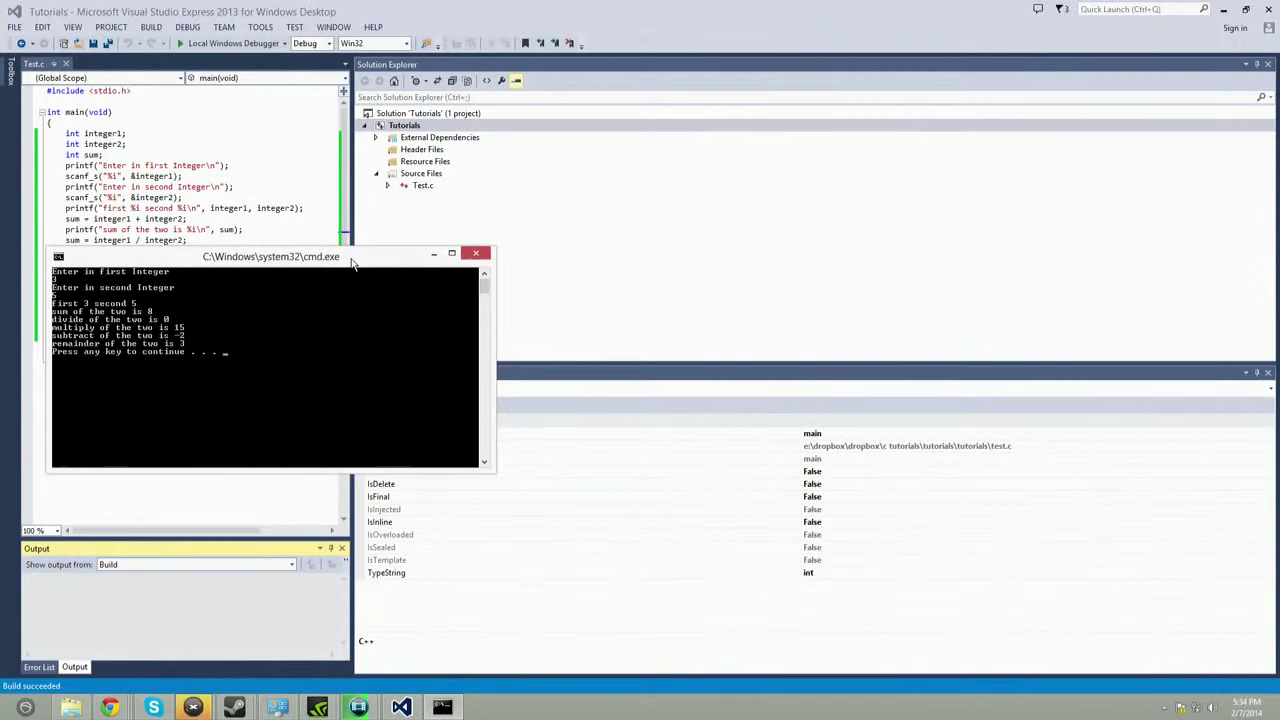 Tutorials - Microsoft Visual Studio Express 2013 for Windows Desktop
3
Quick Launch (Ctrl+Q)
FILE EDIT VIEW PROJECT BUILD DEBUG TEAM TOOLS TEST WINDOW HELP
Sign in
Local Windows Debugger Debug Win32
Toolbox
Test.c
(Global Scope) main(void)
#include <stdio.h>
int main(void)
{
int integer1;
int integer2;
int sum;
printf("Enter in first Integer\n");
scanf_s("%i", &integer1);
printf("Enter in second Integer\n");
scanf_s("%i", &integer2);
printf("first %i second %i\n", integer1, integer2);
sum = integer1 + integer2;
printf("sum of the two is %i\n", sum);
sum = integer1 / integer2;
Solution Explorer
Search Solution Explorer (Ctrl+;)
Solution 'Tutorials' (1 project)
Tutorials
External Dependencies
Header Files
Resource Files
Source Files
Test.c
C:\Windows\system32\cmd.exe
Enter in first Integer
3
Enter in second Integer
5
first 3 second 5
sum of the two is 8
divide of the two is 0
multiply of the two is 15
subtract of the two is -2
remainder of the two is 3
Press any key to continue . . . _
main
e:\dropbox\dropbox\c tutorials\tutorials\tutorials\test.c
main
False
IsDelete False
IsFinal False
IsInjected False
IsInline False
IsOverloaded False
IsSealed False
IsTemplate False
TypeString int
C++
100 %
Output
Show output from: Build
Error List Output
Build succeeded
5:34 PM
2/7/2014